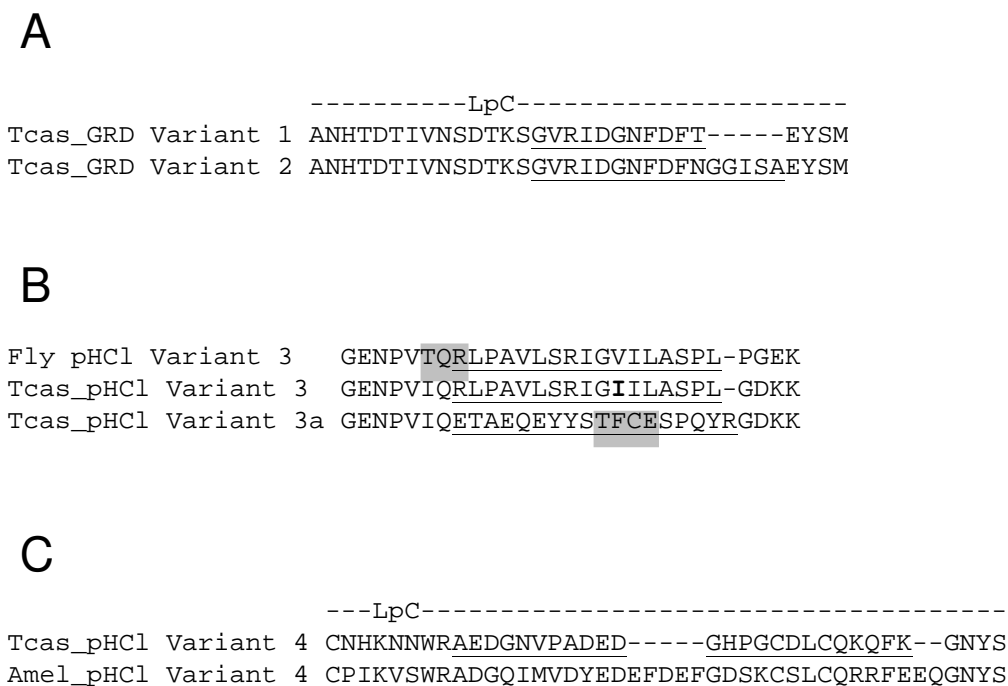 A
----------LpC---------------------
Tcas_GRD Variant 1 ANHTDTIVNSDTKSGVRIDGNFDFT-----EYSM
Tcas_GRD Variant 2 ANHTDTIVNSDTKSGVRIDGNFDFNGGISAEYSM
B
Fly pHCl Variant 3 GENPVTQRLPAVLSRIGVILASPL-PGEK
Tcas_pHCl Variant 3 GENPVIQRLPAVLSRIGIILASPL-GDKK
Tcas_pHCl Variant 3a GENPVIQETAEQEYYSTFCESPQYRGDKK
C
---LpC-------------------------------------
Tcas_pHCl Variant 4 CNHKNNWRAEDGNVPADED-----GHPGCDLCQKQFK--GNYS
Amel_pHCl Variant 4 CPIKVSWRADGQIMVDYEDEFDEFGDSKCSLCQRRFEEQGNYS